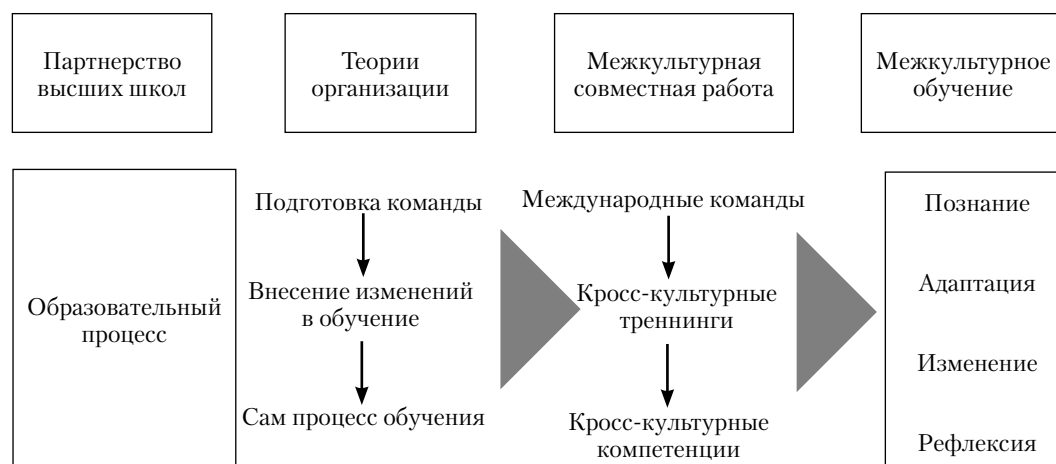 Партнерство
высших школ
Теории
организации
Межкультурная
совместная работа
Межкультурное
обучение
Образовательный
процесс
Подготовка команды
Внесение изменений
в обучение
Сам процесс обучения
Международные команды
Кросс-культурные
треннинги
Кросс-культурные
компетенции
Познание
Адаптация
Изменение
Рефлексия